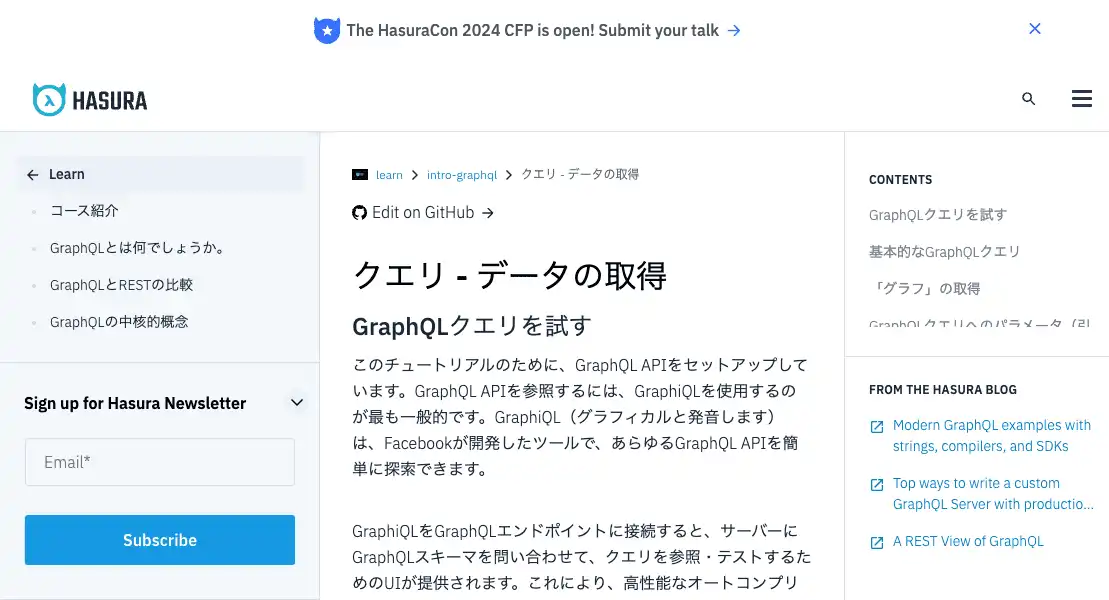 The HasuraCon 2024 CFP is open! Submit your talk
HASURA
Learn
コース紹介
GraphQLとは何でしょうか。
GraphQLとRESTの比較
GraphQLの中核的概念
Sign up for Hasura Newsletter
Email*
Subscribe
learn > intro-graphql > クエリ - データの取得
Edit on GitHub →
クエリ - データの取得
GraphQLクエリを試す
このチュートリアルのために、GraphQL APIをセットアップして
います。GraphQL APIを参照するには、GraphiQLを使用するの
が最も一般的です。GraphiQL（グラフィカルと発音します）
は、Facebookが開発したツールで、あらゆるGraphQL APIを簡
単に探索できます。
GraphiQLをGraphQLエンドポイントに接続すると、サーバーに
GraphQLスキーマを問い合わせて、クエリを参照・テストするた
めのUIが提供されます。これにより、高性能なオートコンプリ
CONTENTS
GraphQLクエリを試す
基本的なGraphQLクエリ
「グラフ」の取得
GraphQLクエリへのパラメータ（引
FROM THE HASURA BLOG
Modern GraphQL examples with
strings, compilers, and SDKs
Top ways to write a custom
GraphQL Server with productio...
A REST View of GraphQL